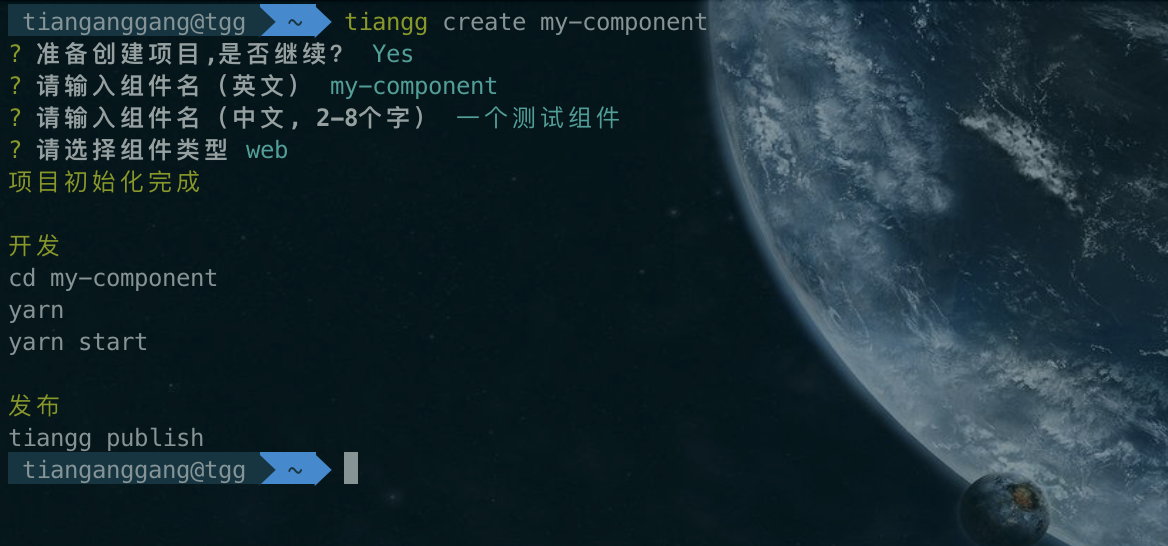 tianganggang@tgg ~ tiangg create my-component
? 准备创建项目,是否继续? Yes
? 请输入组件名 (英文) my-component
? 请输入组件名 (中文, 2-8个字) 一个测试组件
? 请选择组件类型 web
项目初始化完成
开发
cd my-component
yarn
yarn start
发布
tiangg publish
tianganggang@tgg ~